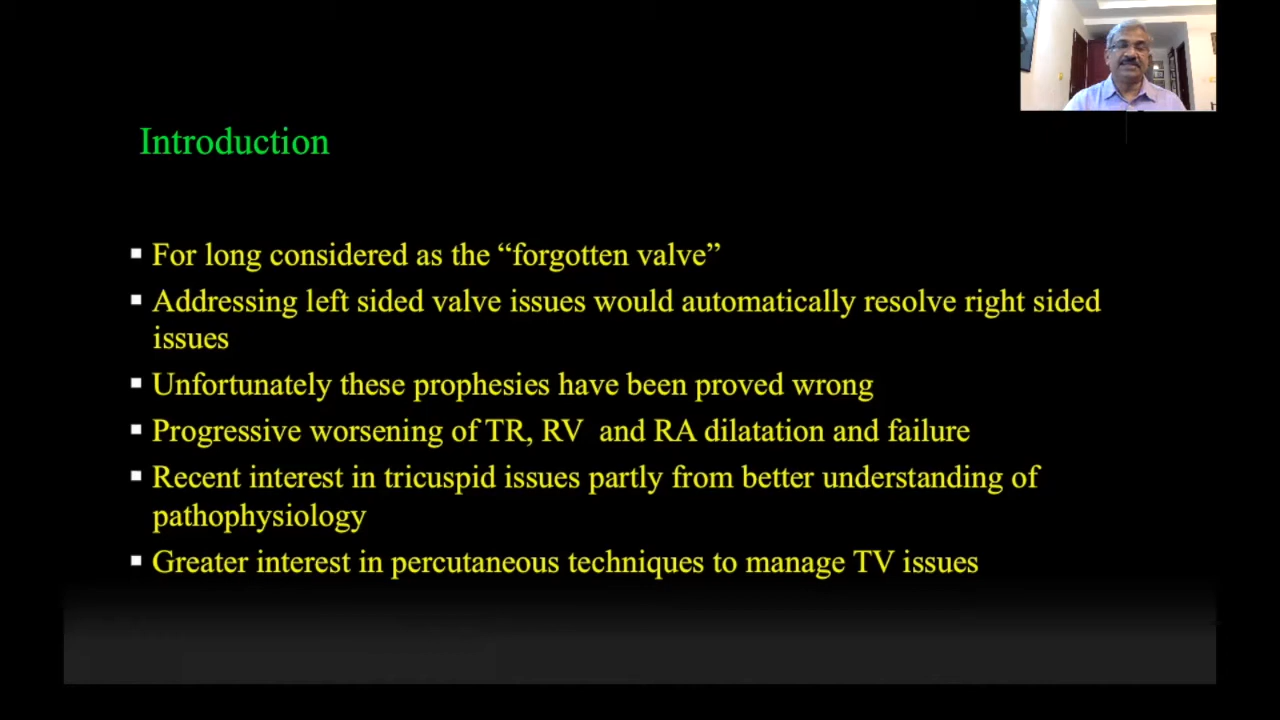 Introduction
▪ For long considered as the “forgotten valve”
▪ Addressing left sided valve issues would automatically resolve right sided
issues
▪ Unfortunately these prophesies have been proved wrong
▪ Progressive worsening of TR, RV  and RA dilatation and failure
▪ Recent interest in tricuspid issues partly from better understanding of
pathophysiology
▪ Greater interest in percutaneous techniques to manage TV issues